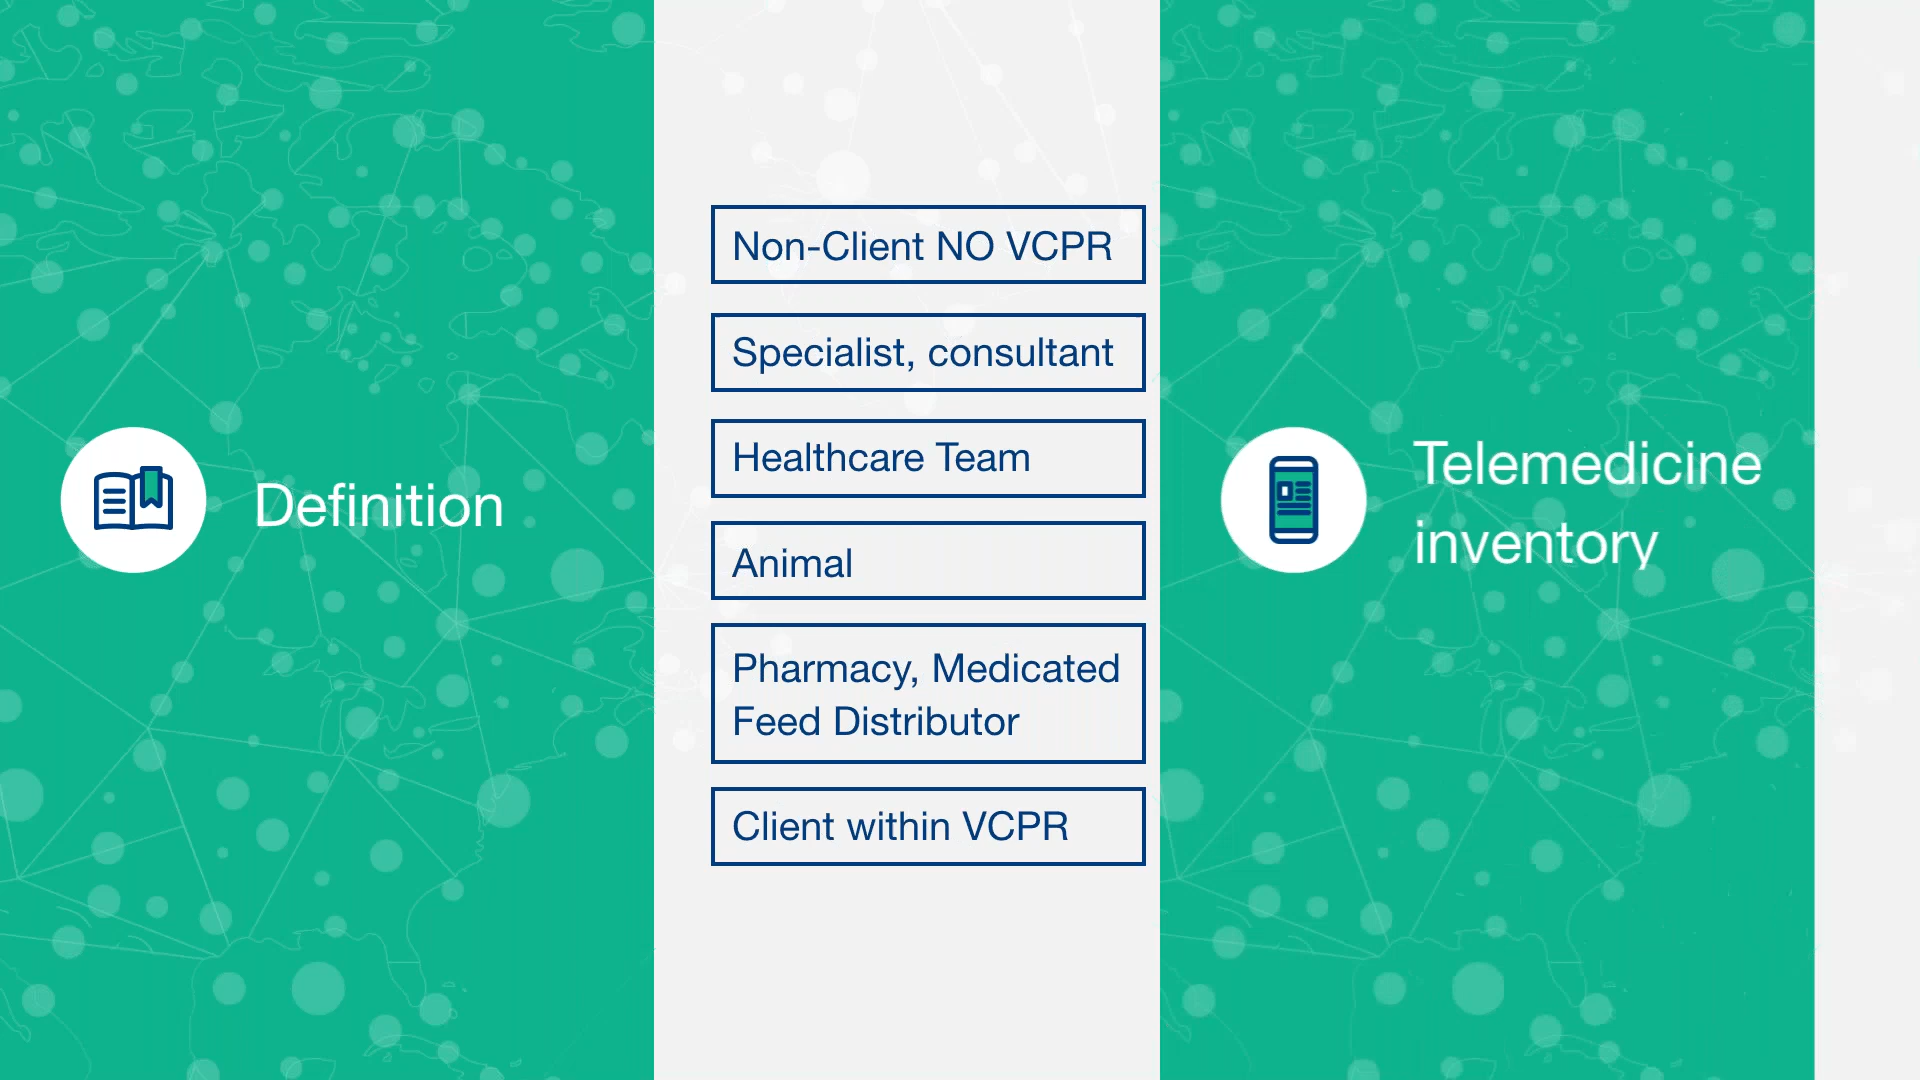 Definition
Non-Client NO VCPR
Specialist, consultant
Healthcare Team
Animal
Pharmacy, Medicated
Feed Distributor
Client within VCPR
Telemedicine
inventory